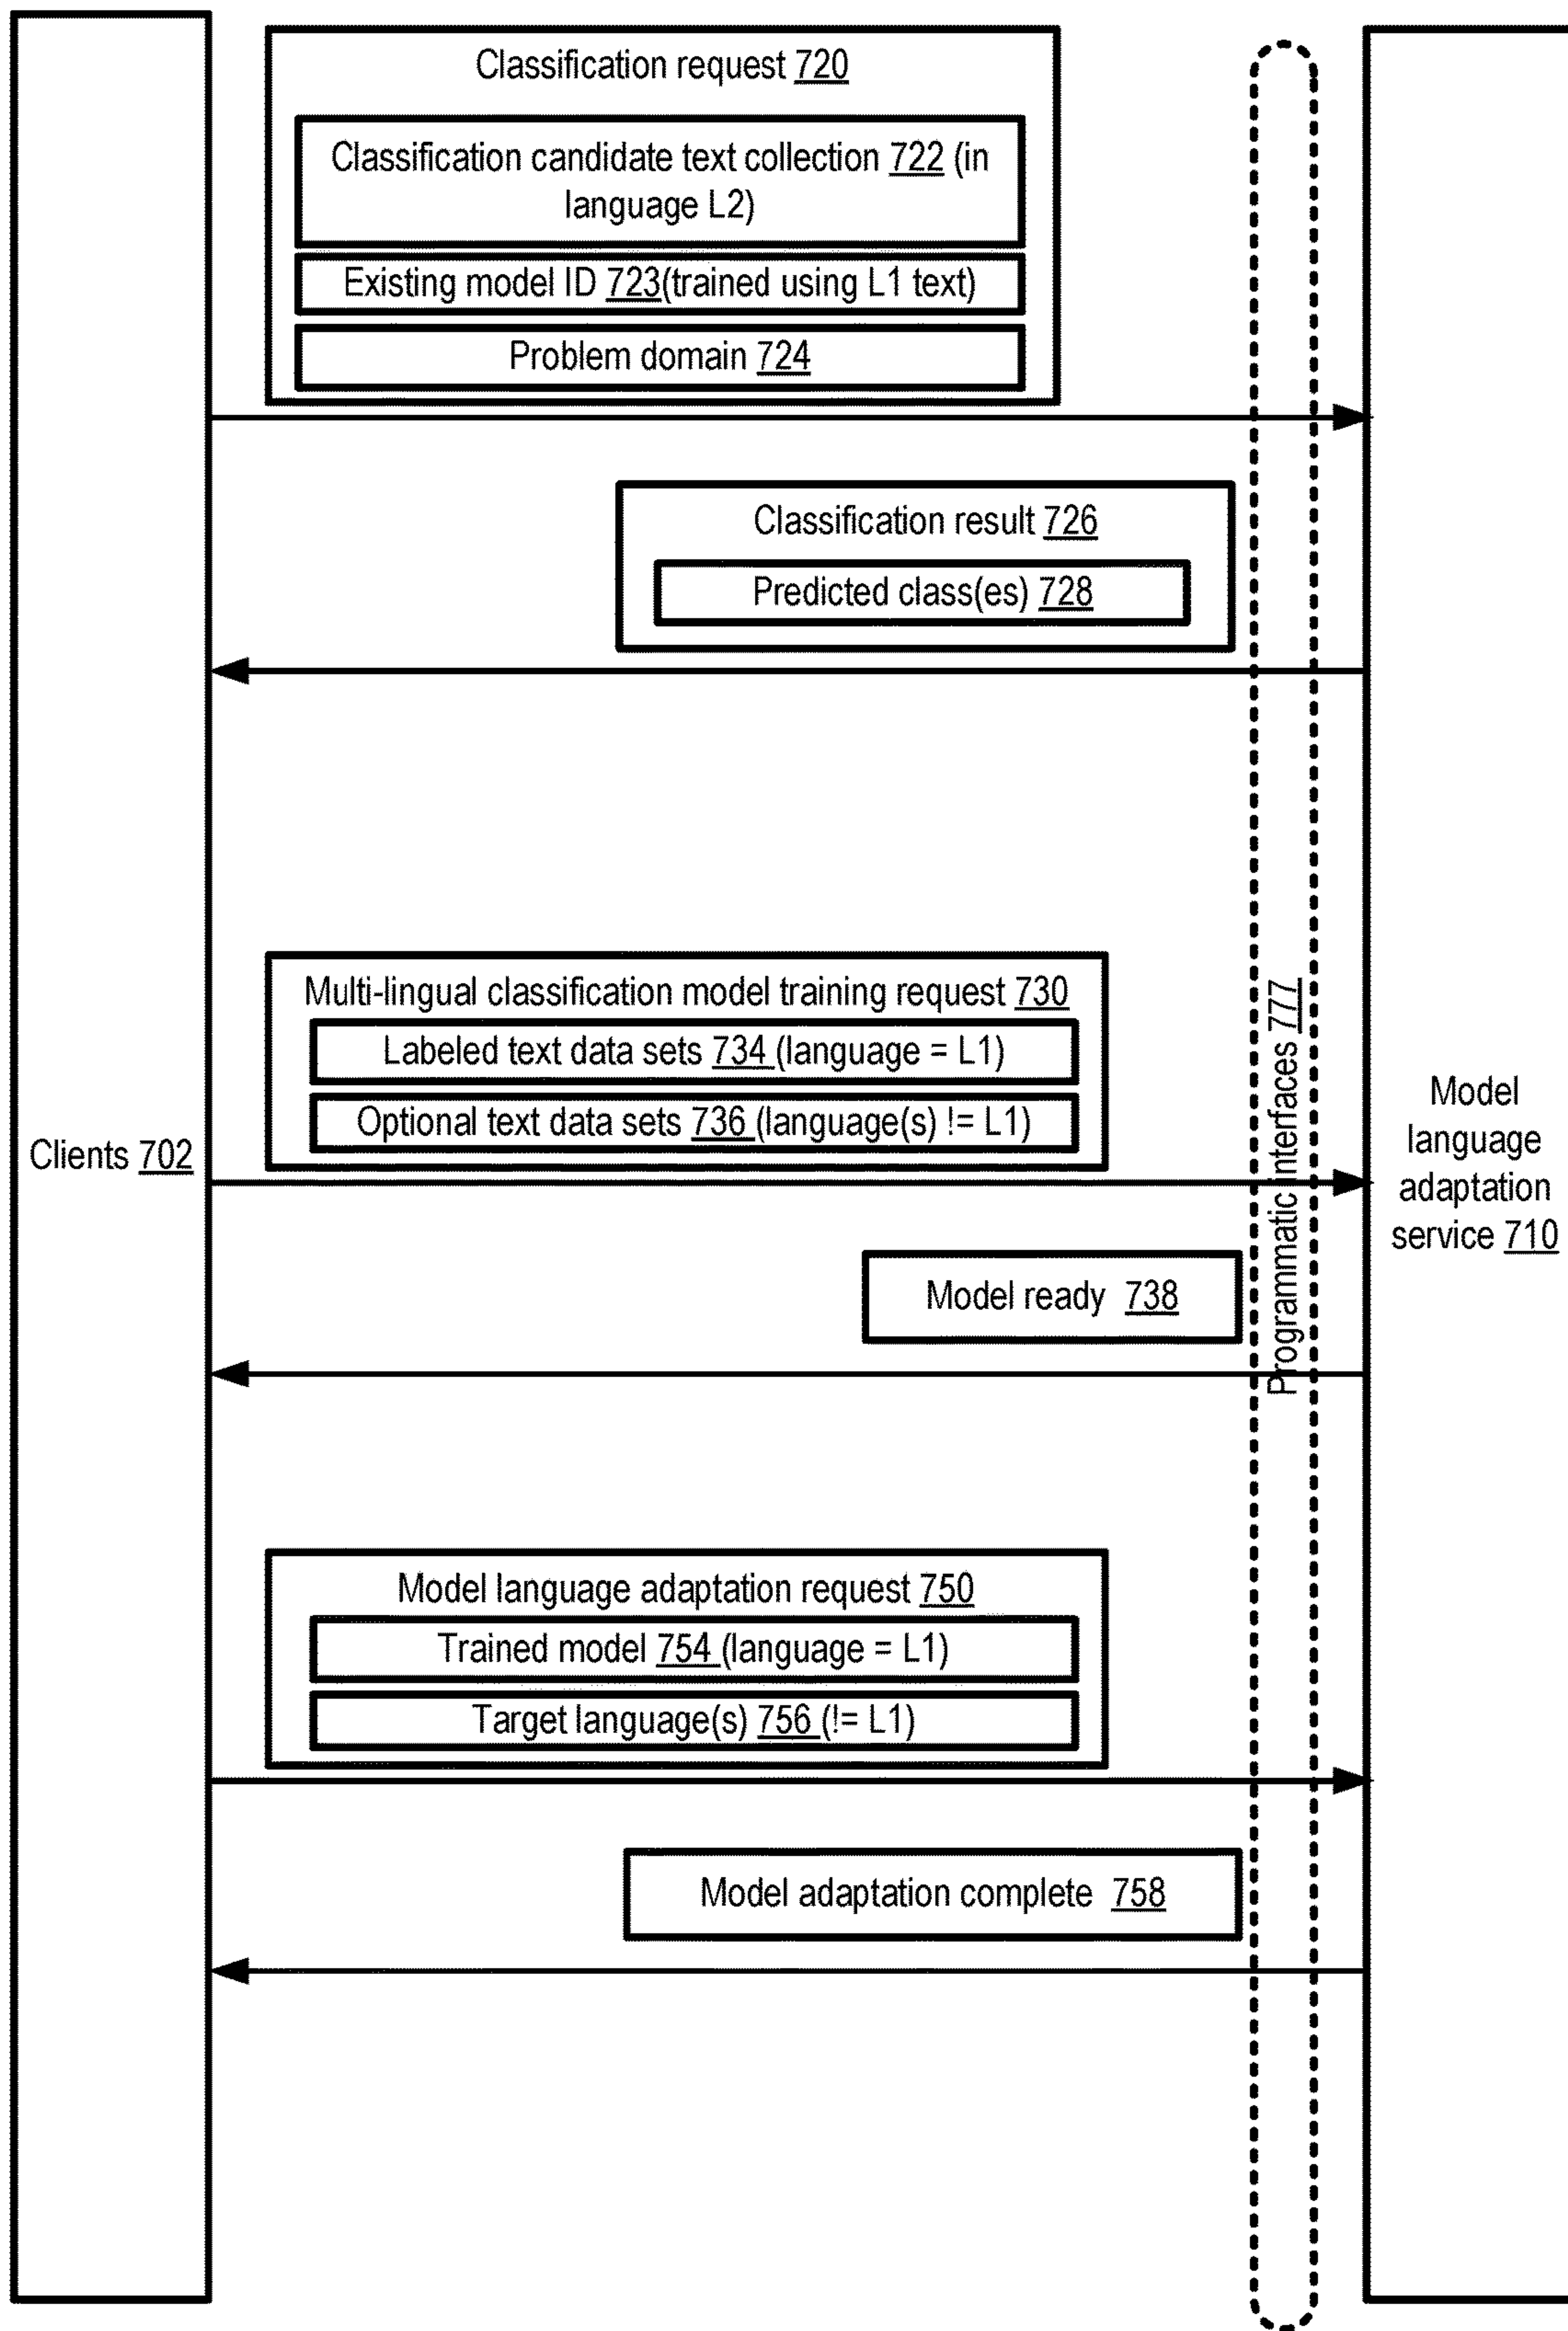 Classification request 720
Classification candidate text collection 722 (in
language L2)
Existing model ID 723(trained using L1 text)
Problem domain 724
Classification result 726
Predicted class(es) 728
Multi-lingual classification model training request 730
Labeled text data sets 734 (language = L1)
Optional text data sets 736 (language(s) != L1)
Clients 702
Programmatic interfaces 777
Model
language
adaptation
service 710
Model ready 738
Model language adaptation request 750
Trained model 754 (language = L1)
Target language(s) 756 (!= L1)
Model adaptation complete 758